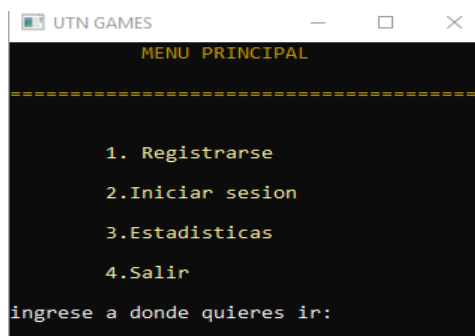 UTN GAMES
MENU PRINCIPAL
=======================================
1. Registrarse
2.Iniciar sesion
3.Estadisticas
4.Salir
ingrese a donde quieres ir: